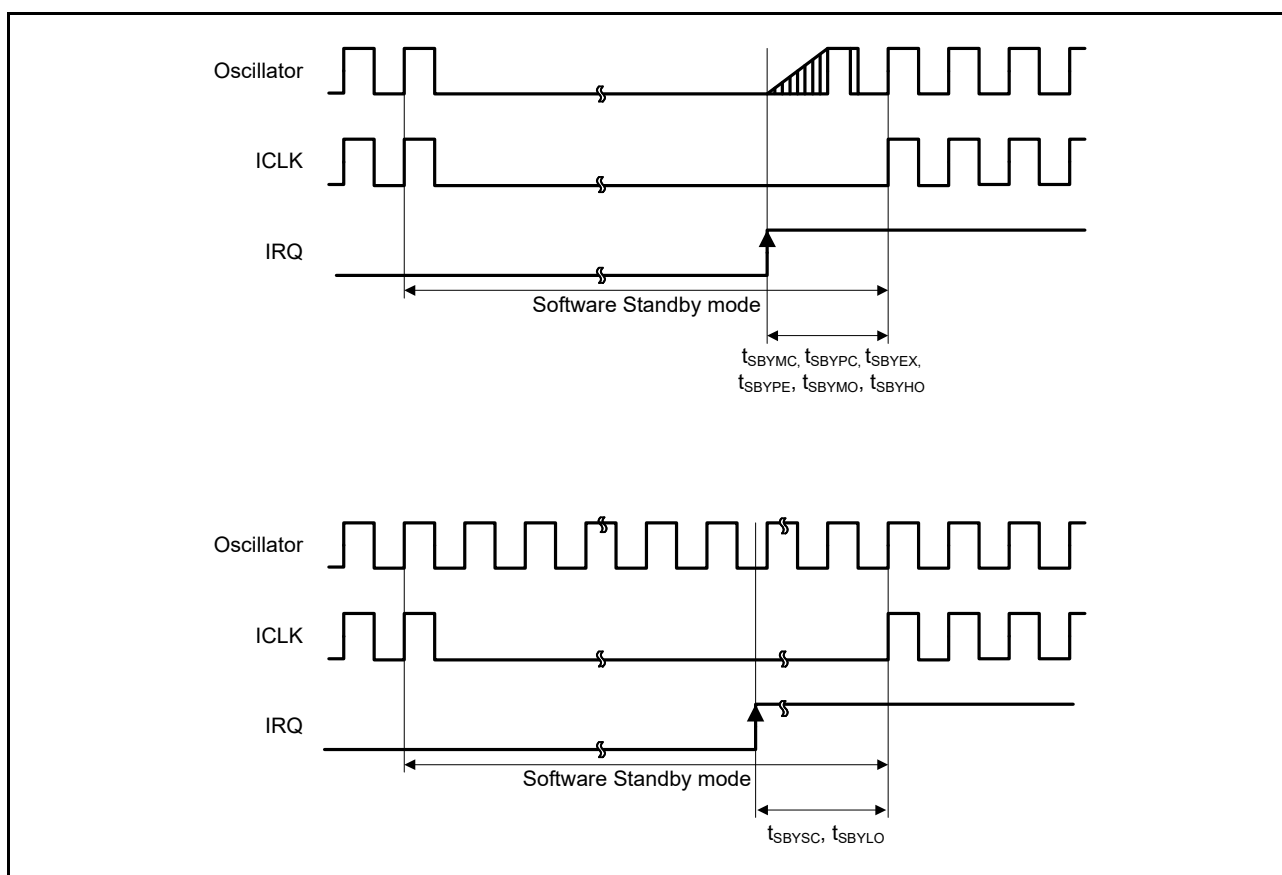 Oscillator
ICLK
IRQ
Software Standby mode
tSBYMC, tSBYPC, tSBYEX,
tSBYPE, tSBYMO, tSBYHO
Oscillator
ICLK
IRQ
Software Standby mode
tSBYSC, tSBYLO